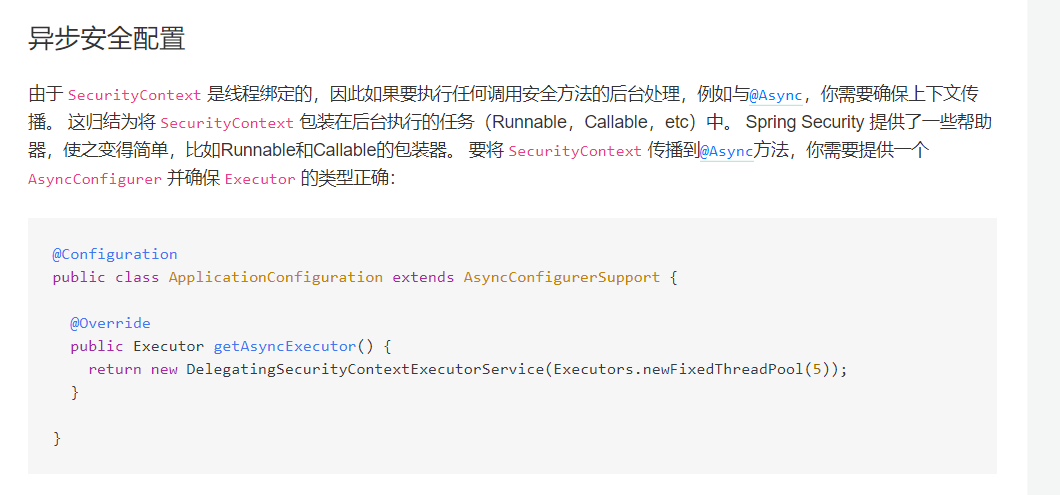 异步安全配置
由于 SecurityContext 是线程绑定的，因此如果要执行任何调用安全方法的后台处理，例如与@Async，你需要确保上下文传
播。 这归结为将 SecurityContext 包装在后台执行的任务（Runnable，Callable，etc）中。 Spring Security 提供了一些帮助
器，使之变得简单，比如Runnable和Callable的包装器。 要将 SecurityContext 传播到@Async方法，你需要提供一个
AsyncConfigurer 并确保 Executor 的类型正确：
@Configuration
public class ApplicationConfiguration extends AsyncConfigurerSupport {
@Override
public Executor getAsyncExecutor() {
return new DelegatingSecurityContextExecutorService(Executors.newFixedThreadPool(5));
}
}